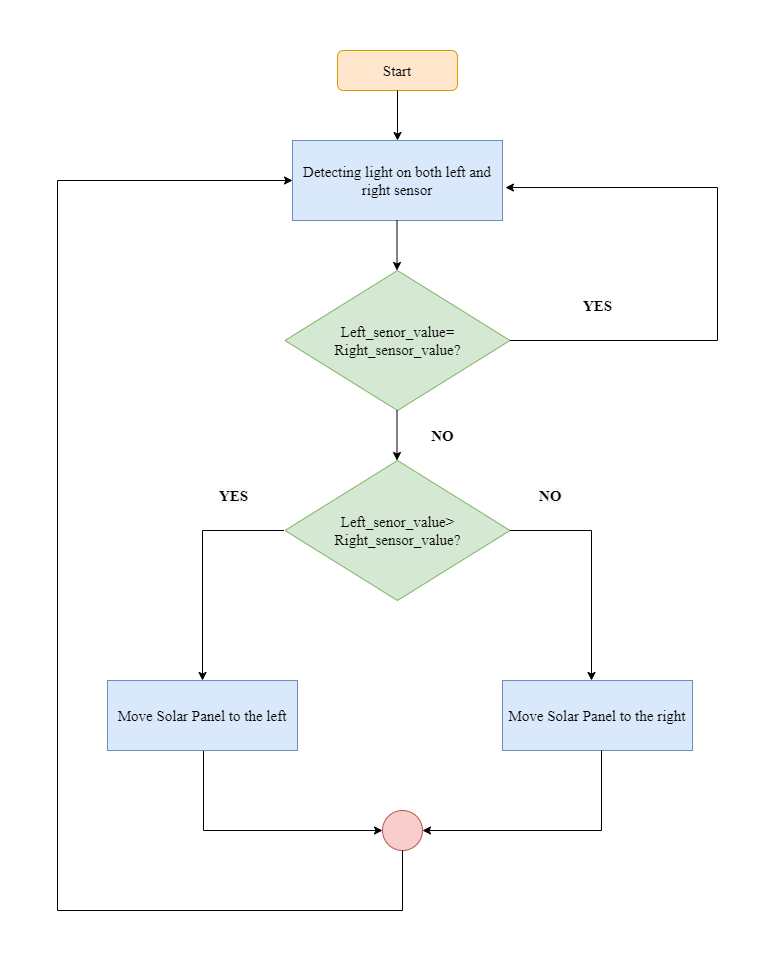 Start
Detecting light on both left and
right sensor
Left_senor_value=
Right_sensor_value?
YES
NO
YES
NO
Left_senor_value>
Right_sensor_value?
Move Solar Panel to the left
Move Solar Panel to the right